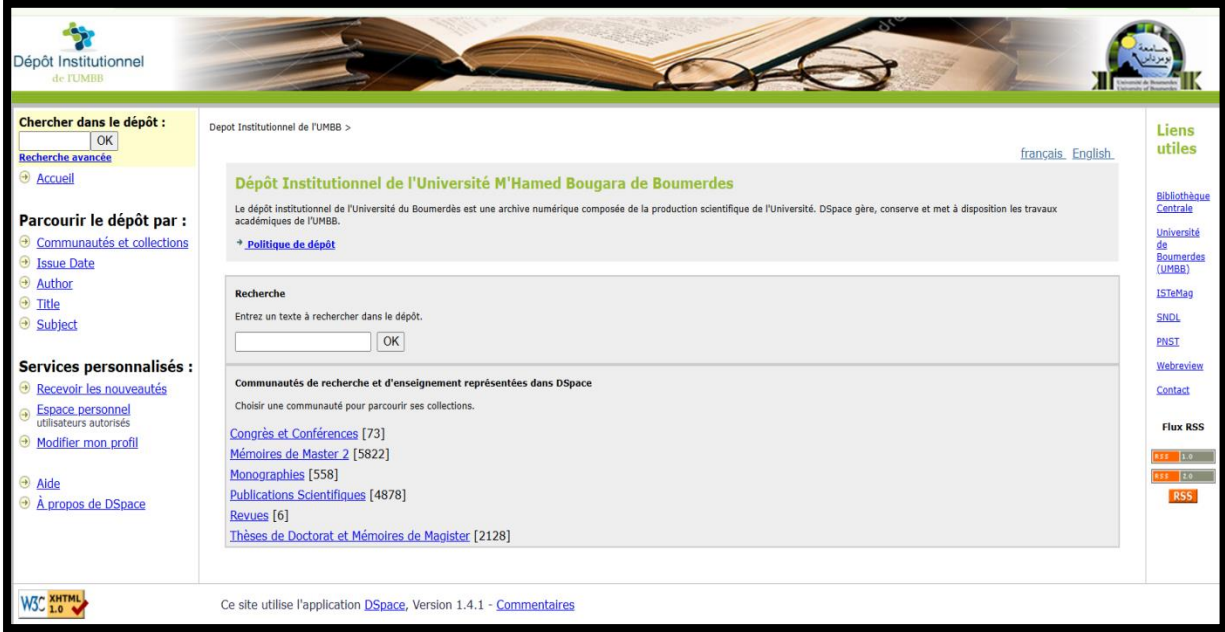 Dépôt Institutionnel
de l'UMBB
جامعة
بومرداس
Université de Boumerdes
University of Boumerdes
Chercher dans le dépôt :
OK
Recherche avancée
Accueil
Parcourir le dépôt par :
Communautés et collections
Issue Date
Author
Title
Subject
Services personnalisés :
Recevoir les nouveautés
Espace personnel
utilisateurs autorisés
Modifier mon profil
Aide
À propos de DSpace
Depot Institutionnel de l'UMBB >
français English
Dépôt Institutionnel de l'Université M'Hamed Bougara de Boumerdes
Le dépôt institutionnel de l'Université du Boumerdès est une archive numérique composée de la production scientifique de l'Université. DSpace gère, conserve et met à disposition les travaux
académiques de l'UMBB.
Politique de dépôt
Recherche
Entrez un texte à rechercher dans le dépôt.
OK
Communautés de recherche et d'enseignement représentées dans DSpace
Choisir une communauté pour parcourir ses collections.
Congrès et Conférences [73]
Mémoires de Master 2 [5822]
Monographies [558]
Publications Scientifiques [4878]
Revues [6]
Thèses de Doctorat et Mémoires de Magister [2128]
Liens
utiles
Bibliothèque
Centrale
Université
de
Boumerdes
(UMBB)
ISTeMag
SNDL
PNST
Webreview
Contact
Flux RSS
RSS 1.0
RSS 2.0
RSS
W3C XHTML
1.0
Ce site utilise l'application DSpace, Version 1.4.1 - Commentaires